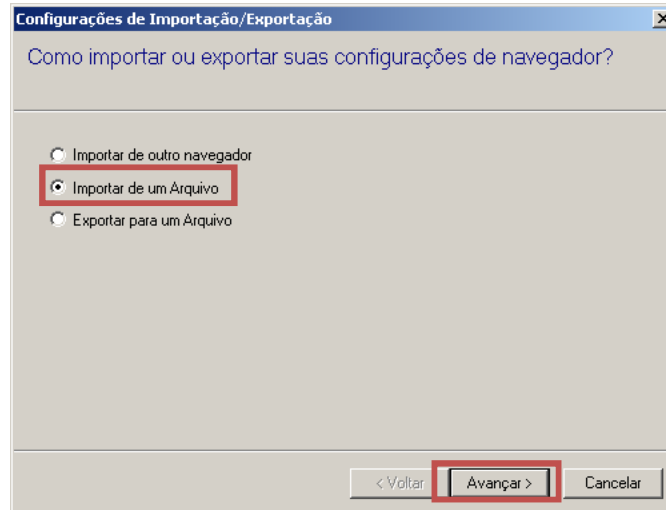 Configurações de Importação/Exportação
Como importar ou exportar suas configurações de navegador?
Importar de outro navegador
Importar de um Arquivo
Exportar para um Arquivo
< Voltar Avançar > Cancelar